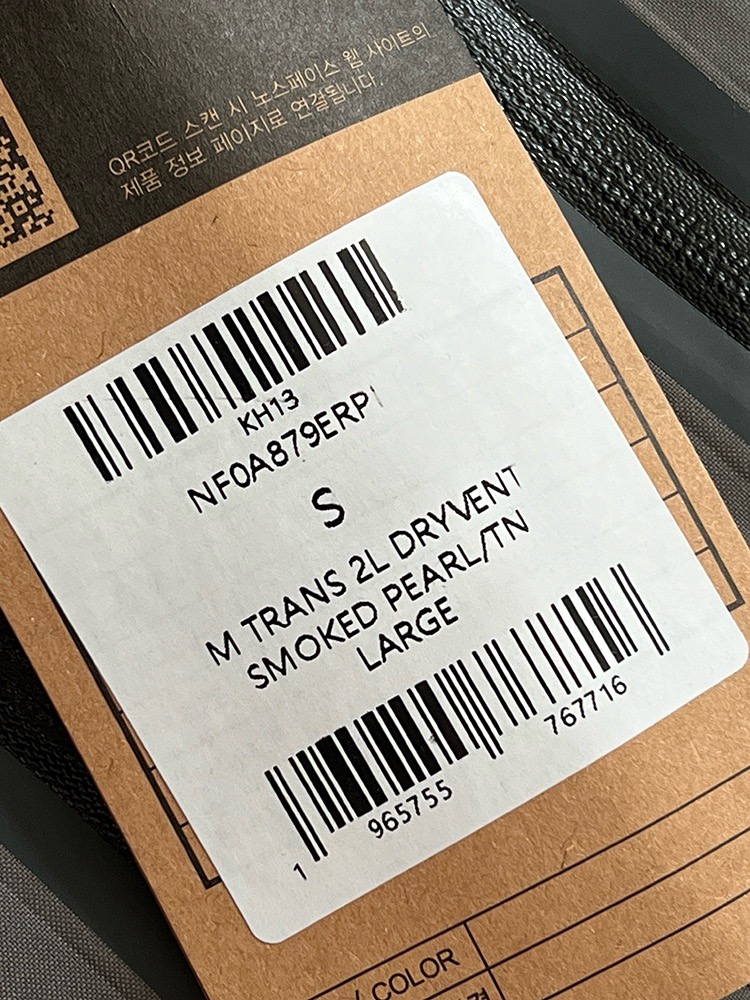 QR코드 스캔 시 노스페이스 웹 사이트의
제품 정보 페이지로 연결됩니다.
KH13
NF0A879ERP1
S
M TRANS 2L DRYVENT
SMOKED PEARL/TN
LARGE
1 965755 767716
/ COLOR